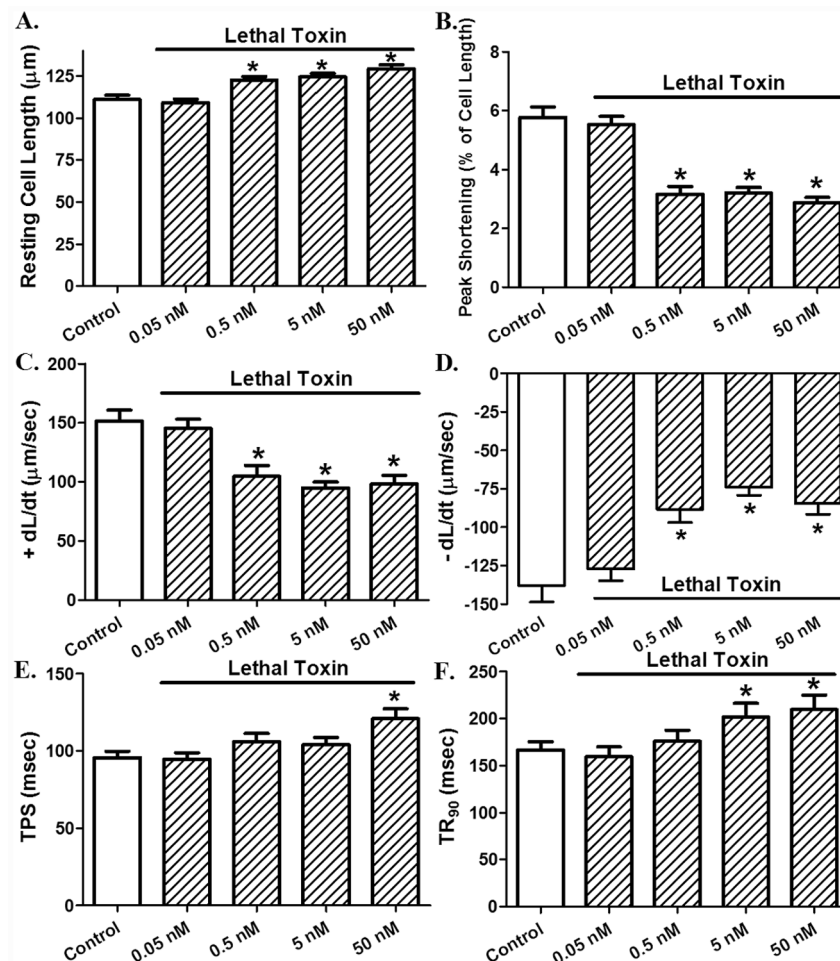 A.
Lethal Toxin
Resting Cell Length (μm)
125
100
75
50
25
0
* * *
Control 0.05 nM 0.5 nM 5 nM 50 nM
B.
Lethal Toxin
Peak Shortening (% of Cell Length)
8
6
4
2
0
* * *
Control 0.05 nM 0.5 nM 5 nM 50 nM
C.
Lethal Toxin
+ dL/dt (μm/sec)
200
150
100
50
0
* * *
Control 0.05 nM 0.5 nM 5 nM 50 nM
D.
- dL/dt (μm/sec)
0
-25
-50
-75
-100
-125
-150
* * *
Lethal Toxin
Control 0.05 nM 0.5 nM 5 nM 50 nM
E.
Lethal Toxin
TPS (msec)
150
100
50
0
*
Control 0.05 nM 0.5 nM 5 nM 50 nM
F.
Lethal Toxin
TR90 (msec)
250
200
150
100
50
0
* *
Control 0.05 nM 0.5 nM 5 nM 50 nM